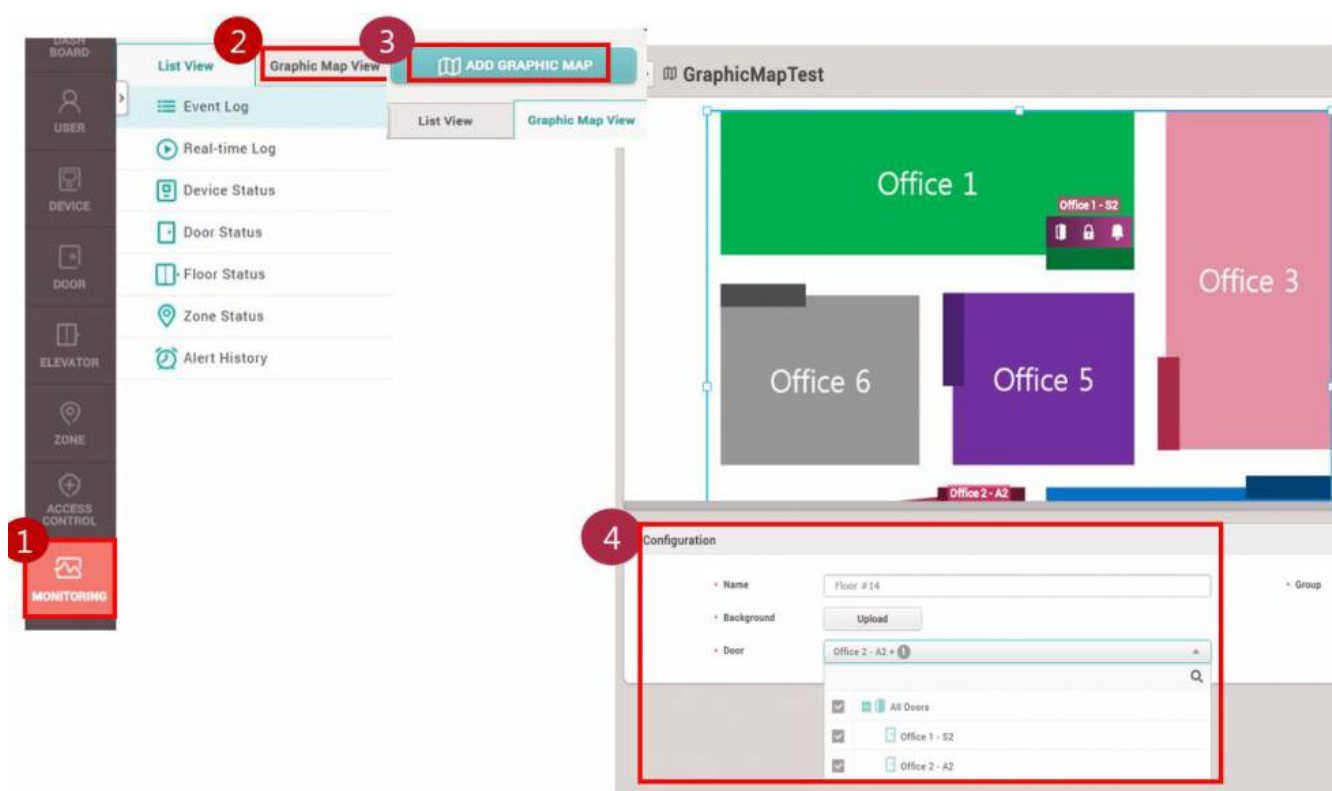 DASH
BOARD
USER
DEVICE
DOOR
ELEVATOR
ZONE
ACCESS
CONTROL
1
MONITORING
2
List View
Graphic Map View
Event Log
Real-time Log
Device Status
Door Status
Floor Status
Zone Status
Alert History
3
ADD GRAPHIC MAP
List View
Graphic Map View
GraphicMapTest
Office 1
Office 1 - S2
Office 3
Office 6
Office 5
Office 2 - A2
4
Configuration
• Name
Floor #14
• Group
• Background
Upload
• Door
Office 2 - A2 + 1
All Doors
Office 1 - S2
Office 2 - A2